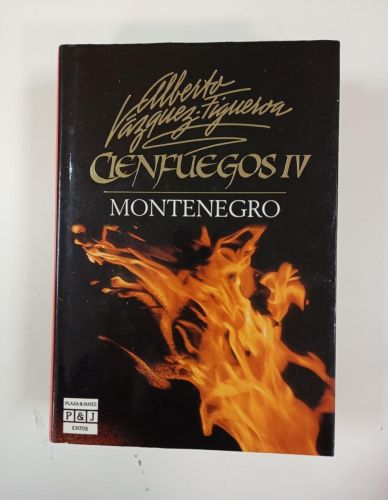 Alberto
Vázquez-Figueroa
CIENFUEGOS IV
MONTENEGRO
PLAZA & JANES
P&J
EXITOS